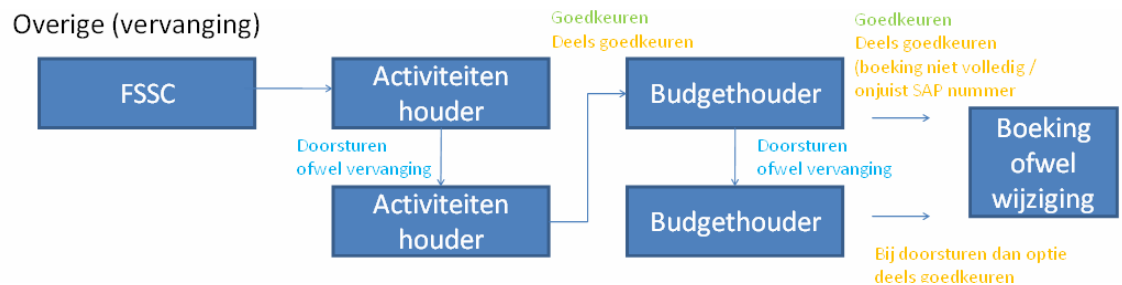 Overige (vervanging)
FSSC
Activiteiten
houder
Doorsturen
ofwel vervanging
Activiteiten
houder
Goedkeuren
Deels goedkeuren
Budgethouder
Doorsturen
ofwel vervanging
Budgethouder
Goedkeuren
Deels goedkeuren
(boeking niet volledig /
onjuist SAP nummer
Boeking
ofwel
wijziging
Bij doorsturen dan optie
deels goedkeuren